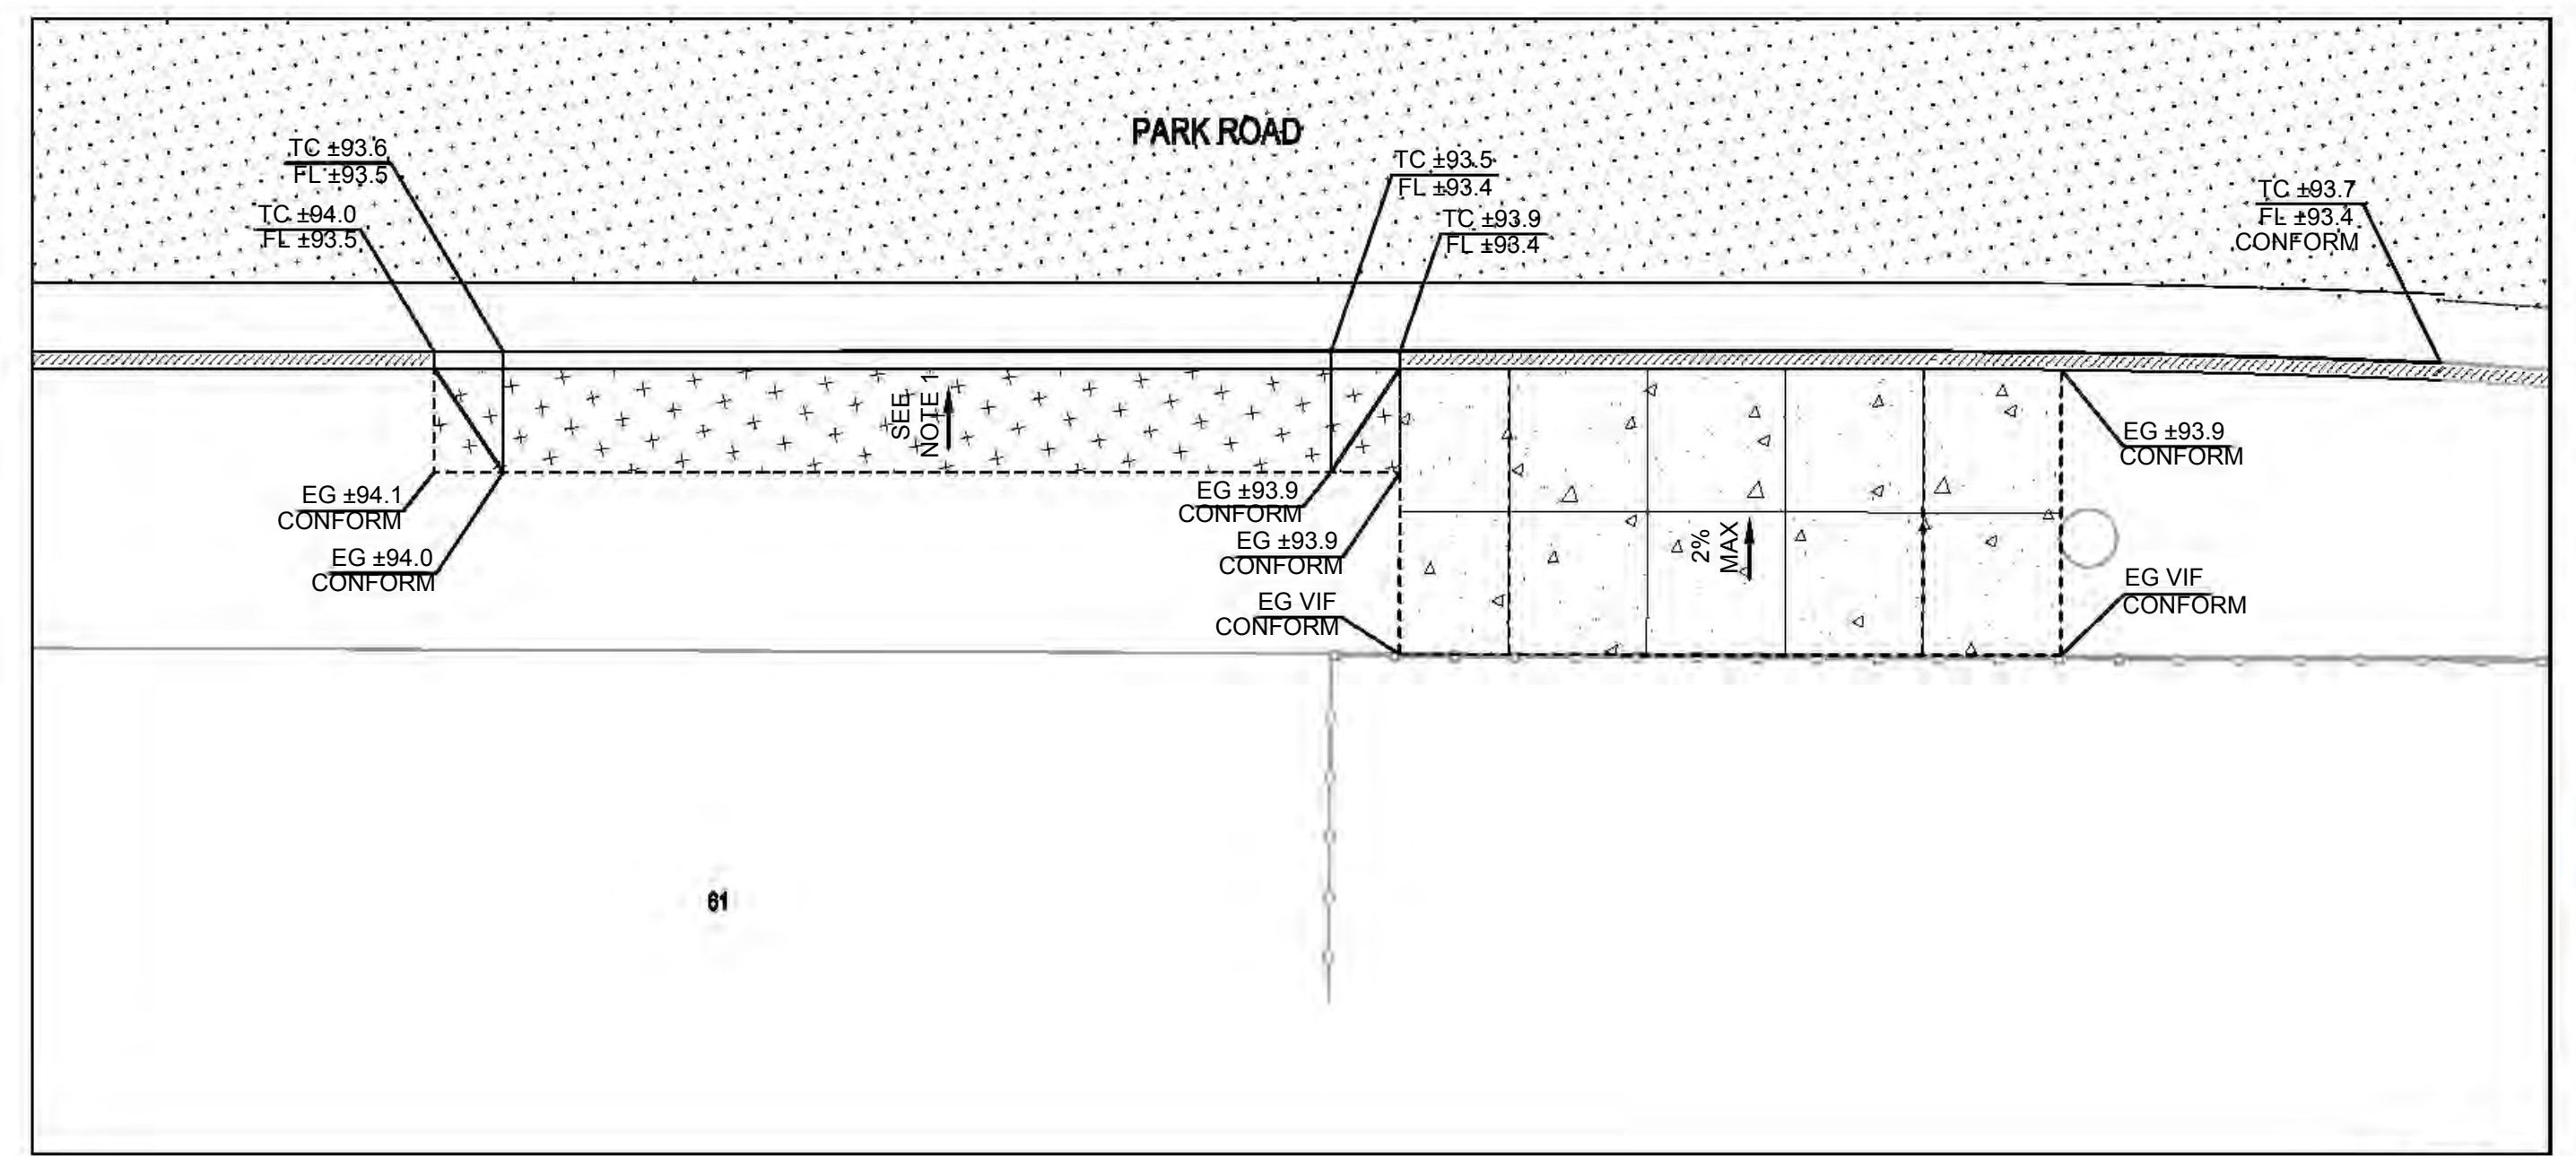 PARK ROAD
TC ±93.6
FL ±93.5
TC ±94.0
FL ±93.5
TC ±93.5
FL ±93.4
TC ±93.9
FL ±93.4
TC ±93.7
FL ±93.4
CONFORM
SEE
NOTE 1
EG ±94.1
CONFORM
EG ±94.0
CONFORM
EG ±93.9
CONFORM
EG ±93.9
CONFORM
EG VIF
CONFORM
2%
MAX
EG ±93.9
CONFORM
EG VIF
CONFORM
61